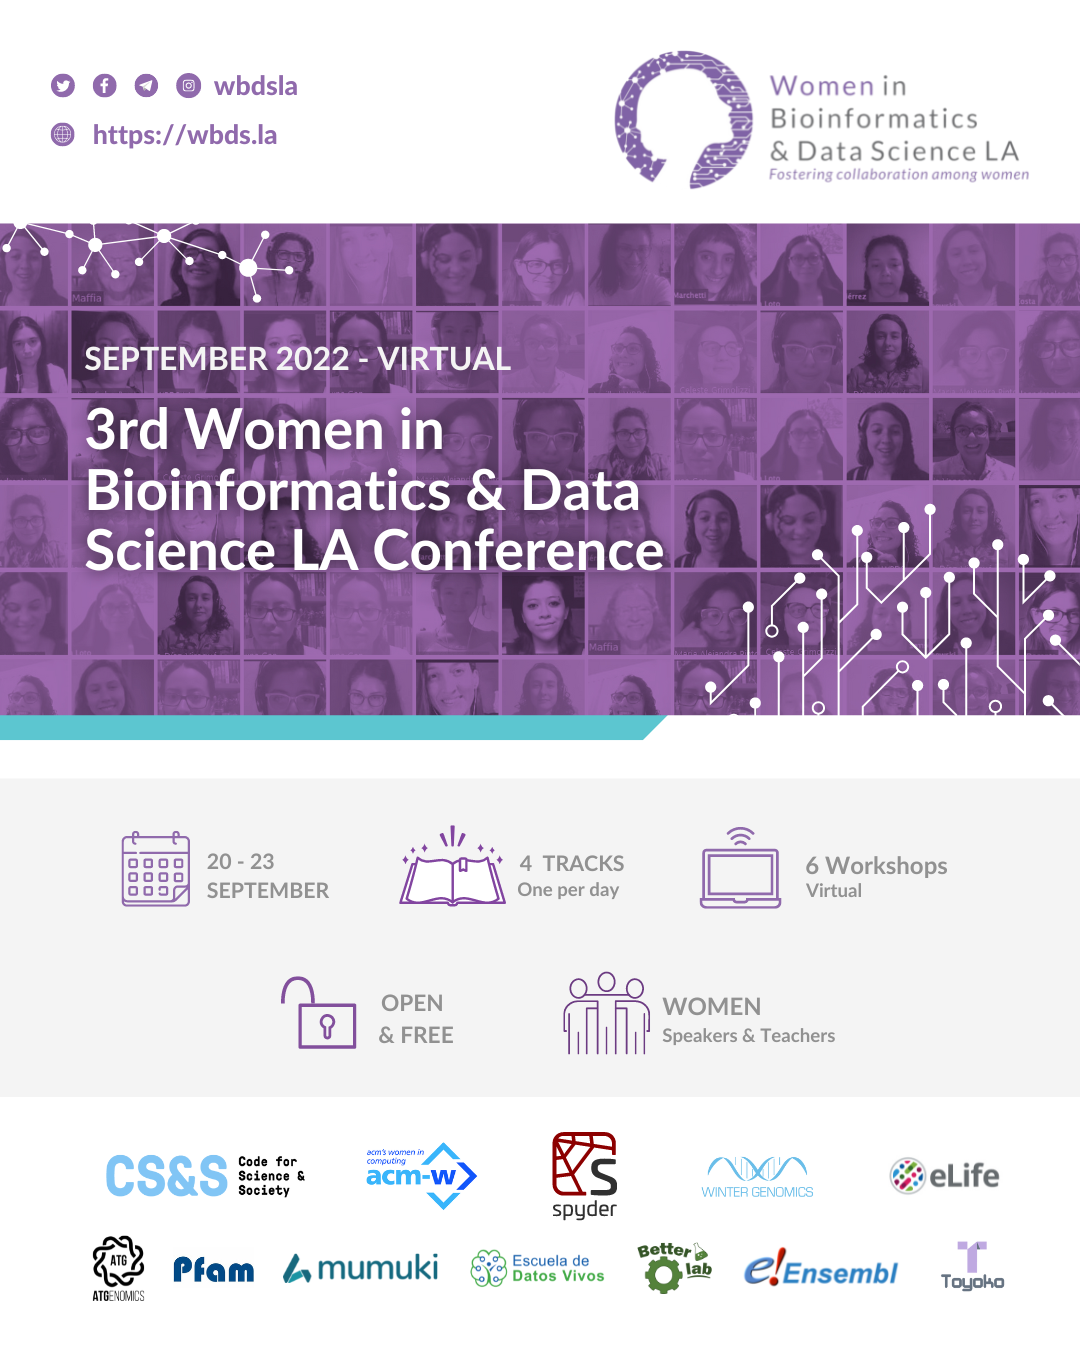 wbdsla
https://wbds.la
Women in
Bioinformatics
& Data Science LA
Fostering collaboration among women
Maffia
Marchetti
SEPTEMBER 2022 - VIRTUAL
3rd Women in
Bioinformatics & Data
Science LA Conference
Maffia
20 - 23
SEPTEMBER
4 TRACKS
One per day
6 Workshops
Virtual
OPEN
& FREE
WOMEN
Speakers & Teachers
CS&S
Code for
Science &
Society
acm's women in
computing
acm-w
S
spyder
WINTER GENOMICS
eLife
ATG
ATGENOMICS
Pfam
mumuki
Escuela de
Datos Vivos
Better
lab
e!Ensembl
Toyoko